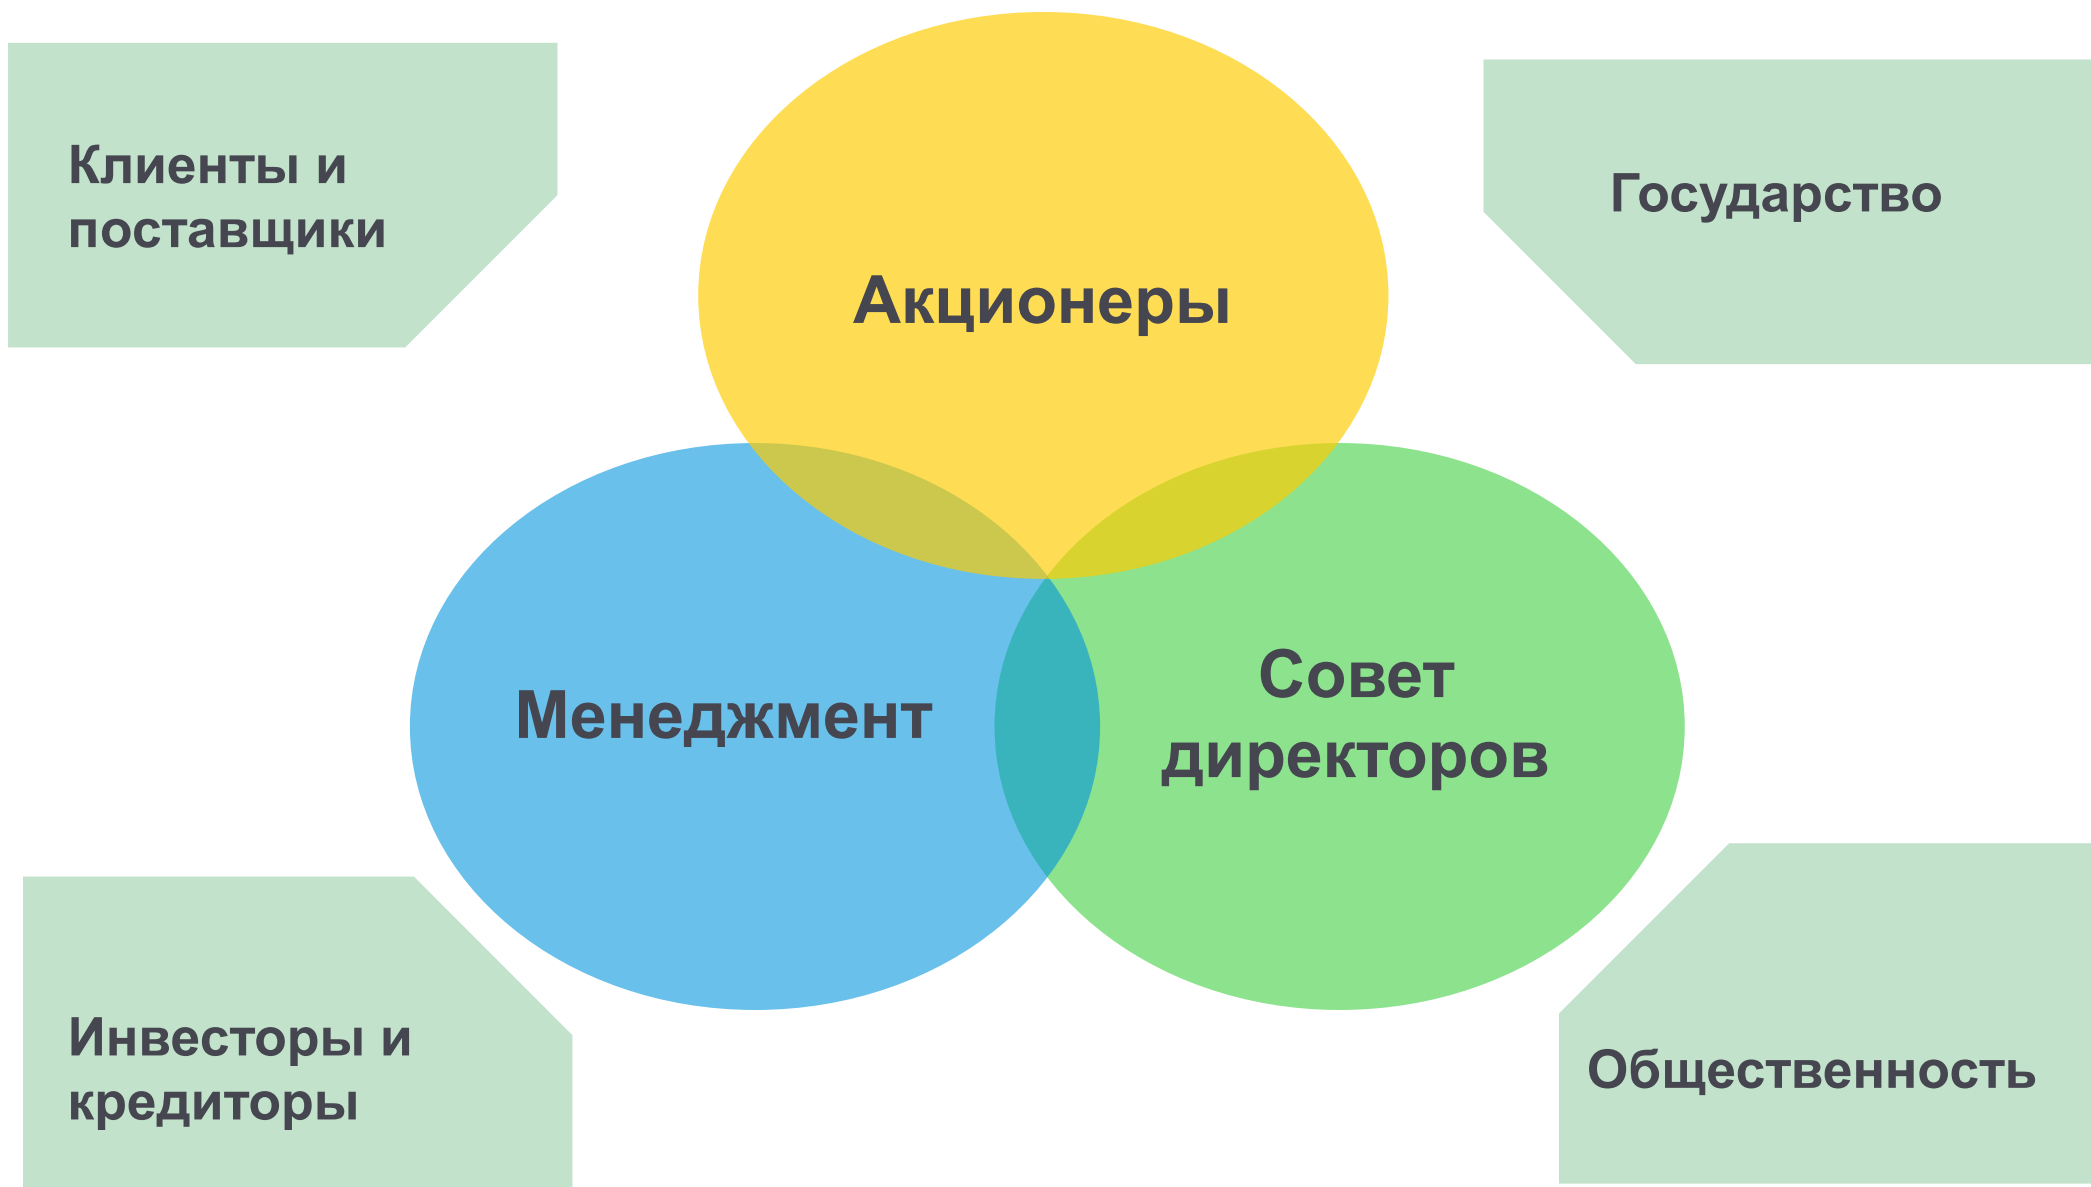 Клиенты и
поставщики
Государство
Акционеры
Менеджмент
Совет
директоров
Инвесторы и
кредиторы
Общественность